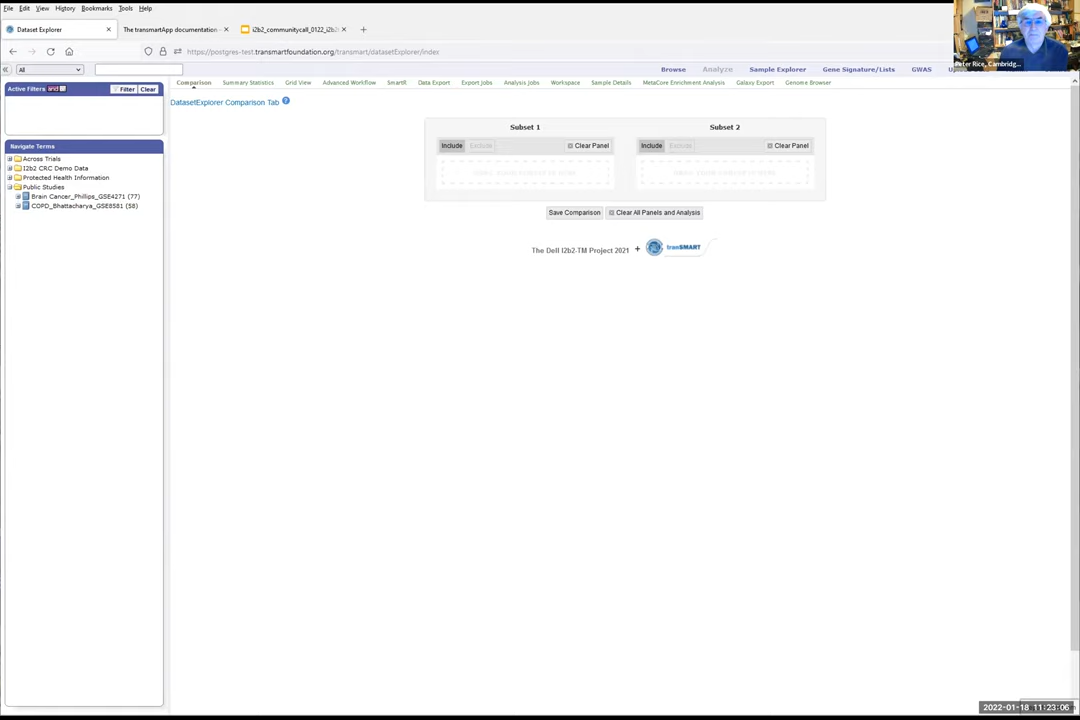 File Edit View History Bookmarks Tools Help
Dataset Explorer
The transmartApp documentation
i2b2_communitycall_0122_i2b2
https://postgres-test.transmartfoundation.org/transmart/datasetExplorer/index
Peter Rice, Cambridg...
All
Browse Analyze Sample Explorer Gene Signature/Lists GWAS
Active Filters and Filter Clear
Comparison Summary Statistics Grid View Advanced Workflow SmartR Data Export Export Jobs Analysis Jobs Workspace Sample Details MetaCore Enrichment Analysis Galaxy Export Genome Browser
DatasetExplorer Comparison Tab
Subset 1 Subset 2
Include Exclude Clear Panel Include Exclude Clear Panel
Save Comparison Clear All Panels and Analysis
The Dell I2b2-TM Project 2021 + tranSMART
Navigate Terms
Across Trials
I2b2 CRC Demo Data
Protected Health Information
Public Studies
Brain Cancer_Phillips_GSE4271 (77)
COPD_Bhattacharya_GSE8581 (58)
2022-01-18 11:23:06